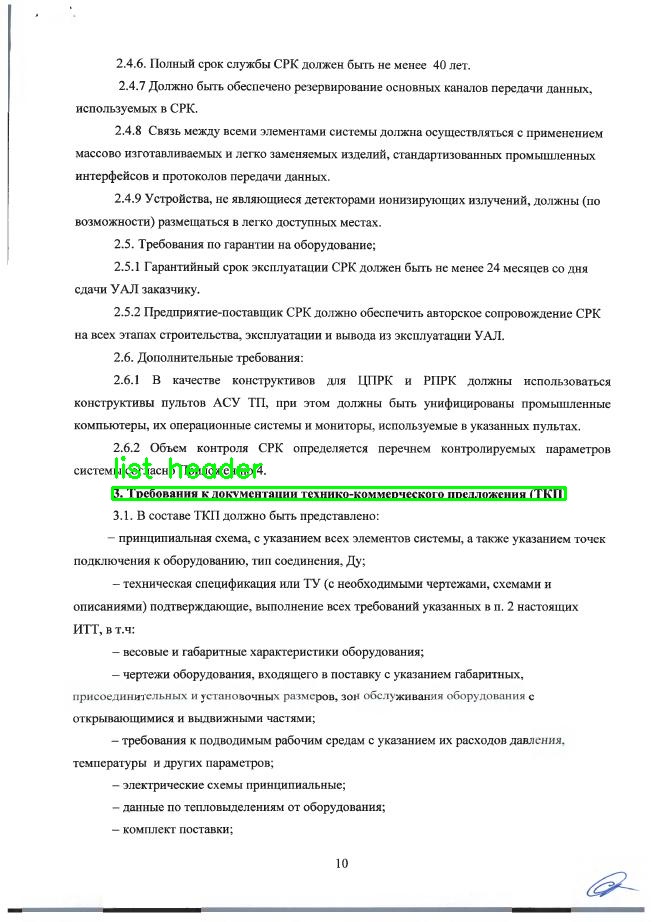 2.4.6. Полный срок службы СРК должен быть не менее 40 лет.
2.4.7 Должно быть обеспечено резервирование основных каналов передачи данных,
используемых в СРК.
2.4.8 Связь между всеми элементами системы должна осуществляться с применением
массово изготавливаемых и легко заменяемых изделий, стандартизованных промышленных
интерфейсов и протоколов передачи данных.
2.4.9 Устройства, не являющиеся детекторами ионизирующих излучений, должны (по
возможности) размещаться в легко доступных местах.
2.5. Требования по гарантии на оборудование;
2.5.1 Гарантийный срок эксплуатации СРК должен быть не менее 24 месяцев со дня
сдачи УАЛ заказчику.
2.5.2 Предприятие-поставщик СРК должно обеспечить авторское сопровождение СРК
на всех этапах строительства, эксплуатации и вывода из эксплуатации УАЛ.
2.6. Дополнительные требования:
2.6.1 В качестве конструктивов для ЦПРК и РПРК должны использоваться
конструктивы пультов АСУ ТП, при этом должны быть унифицированы промышленные
компьютеры, их операционные системы и мониторы, используемые в указанных пультах.
2.6.2 Объем контроля СРК определяется перечнем контролируемых параметров
системы согласно 4.
list header
3. Требования к документации технико-коммерческого предложения (ТКП
3.1. В составе ТКП должно быть представлено:
– принципиальная схема, с указанием всех элементов системы, а также указанием точек
подключения к оборудованию, тип соединения, Ду;
– техническая спецификация или ТУ (с необходимыми чертежами, схемами и
описаниями) подтверждающие, выполнение всех требований указанных в п. 2 настоящих
ИТТ, в т.ч:
– весовые и габаритные характеристики оборудования;
– чертежи оборудования, входящего в поставку с указанием габаритных,
присоединительных и установочных размеров, зон обслуживания оборудования с
открывающимися и выдвижными частями;
– требования к подводимым рабочим средам с указанием их расходов давления,
температуры и других параметров;
– электрические схемы принципиальные;
– данные по тепловыделениям от оборудования;
– комплект поставки;
10